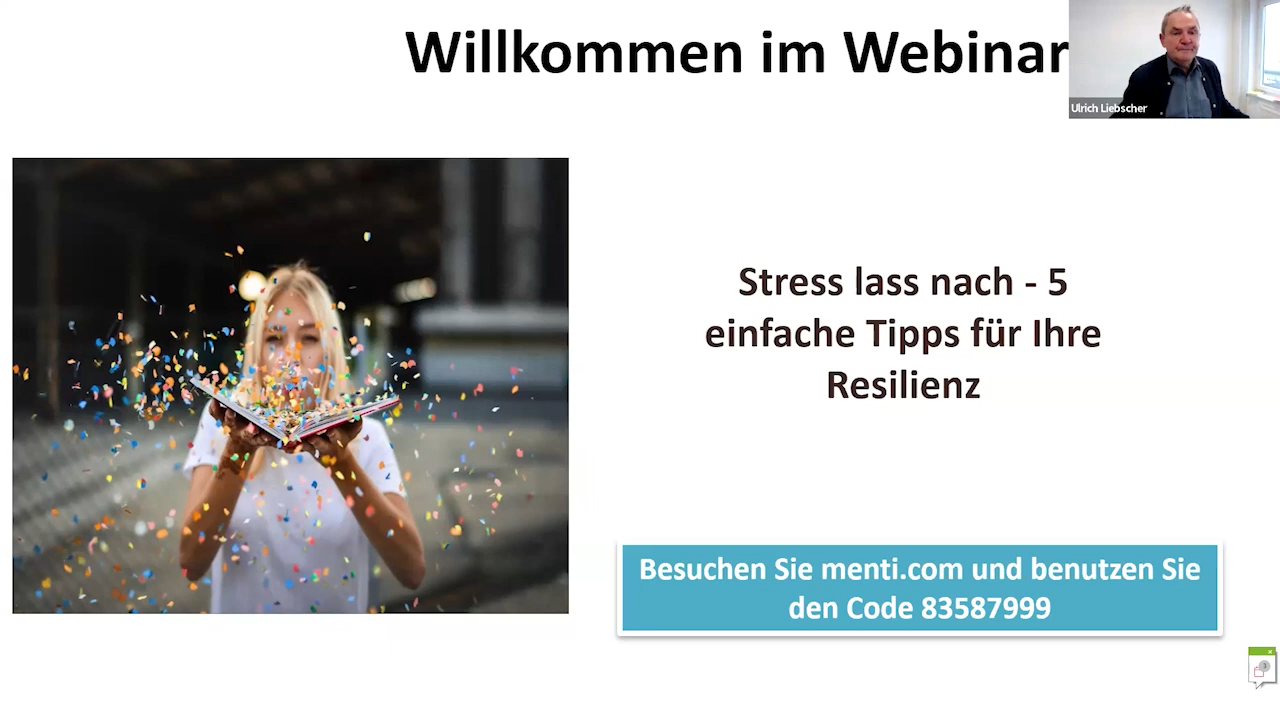 Willkommen im Webinar
Ulrich Liebscher
Stress lass nach - 5
einfache Tipps für Ihre
Resilienz
Besuchen Sie menti.com und benutzen Sie
den Code 83587999